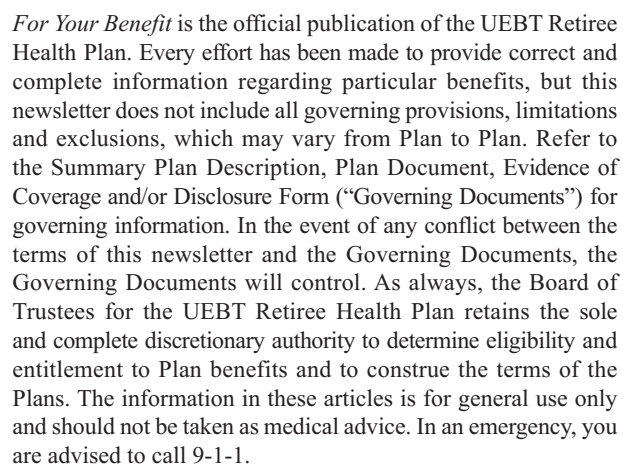 For Your Benefit is the official publication of the UEBT Retiree
Health Plan. Every effort has been made to provide correct and
complete information regarding particular benefits, but this
newsletter does not include all governing provisions, limitations
and exclusions, which may vary from Plan to Plan. Refer to
the Summary Plan Description, Plan Document, Evidence of
Coverage and/or Disclosure Form (“Governing Documents”) for
governing information. In the event of any conflict between the
terms of this newsletter and the Governing Documents, the
Governing Documents will control. As always, the Board of
Trustees for the UEBT Retiree Health Plan retains the sole
and complete discretionary authority to determine eligibility and
entitlement to Plan benefits and to construe the terms of the
Plans. The information in these articles is for general use only
and should not be taken as medical advice. In an emergency, you
are advised to call 9-1-1.